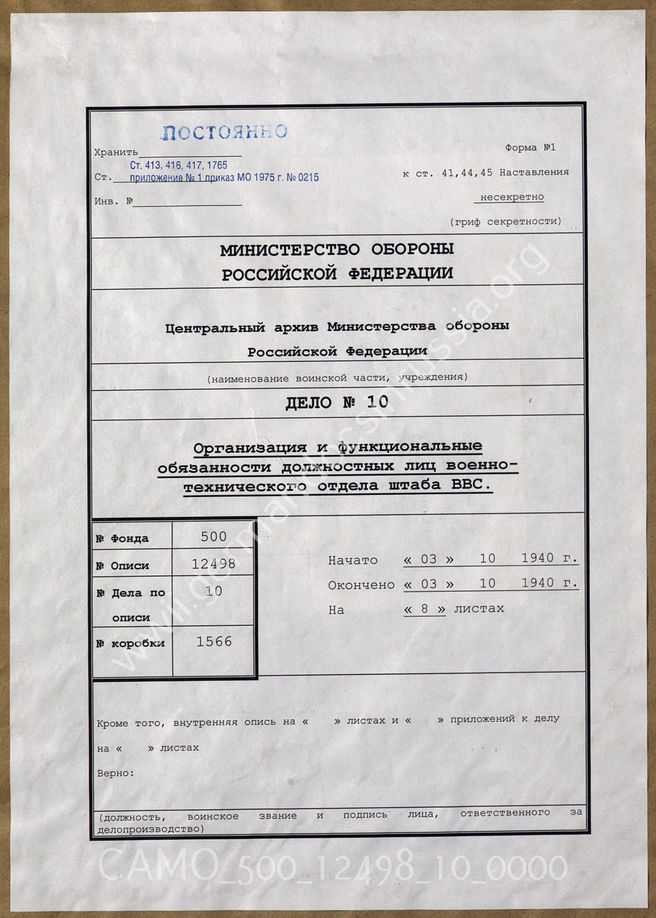 ПОСТОЯННО
Форма №1
Хранить
Ст. 413, 416, 417, 1765
к ст. 41,44,45 Наставления
Ст. приложение № 1 приказ МО 1975 г. № 0215
Инв. №
несекретно
(гриф секретности)
МИНИСТЕРСТВО ОБОРОНЫ
РОССИЙСКОЙ ФЕДЕРАЦИИ
Центральный архив Министерства обороны
Российской Федерации
(наименование воинской части, учреждения)
ДЕЛО № 10
Организация и функциональные
обязанности должностных лиц военно-
технического отдела штаба ВВС.
№ Фонда 500
№ Описи 12498
№ Дела по описи 10
№ коробки 1566
Начато « 03 » 10 1940 г.
Окончено « 03 » 10 1940 г.
На « 8 » листах
Кроме того, внутренняя опись на « » листах и « » приложений к делу
на « » листах
Верно:
(должность, воинское звание и подпись лица, ответственного за
делопроизводство)
CAMO_500_12498_10_0000